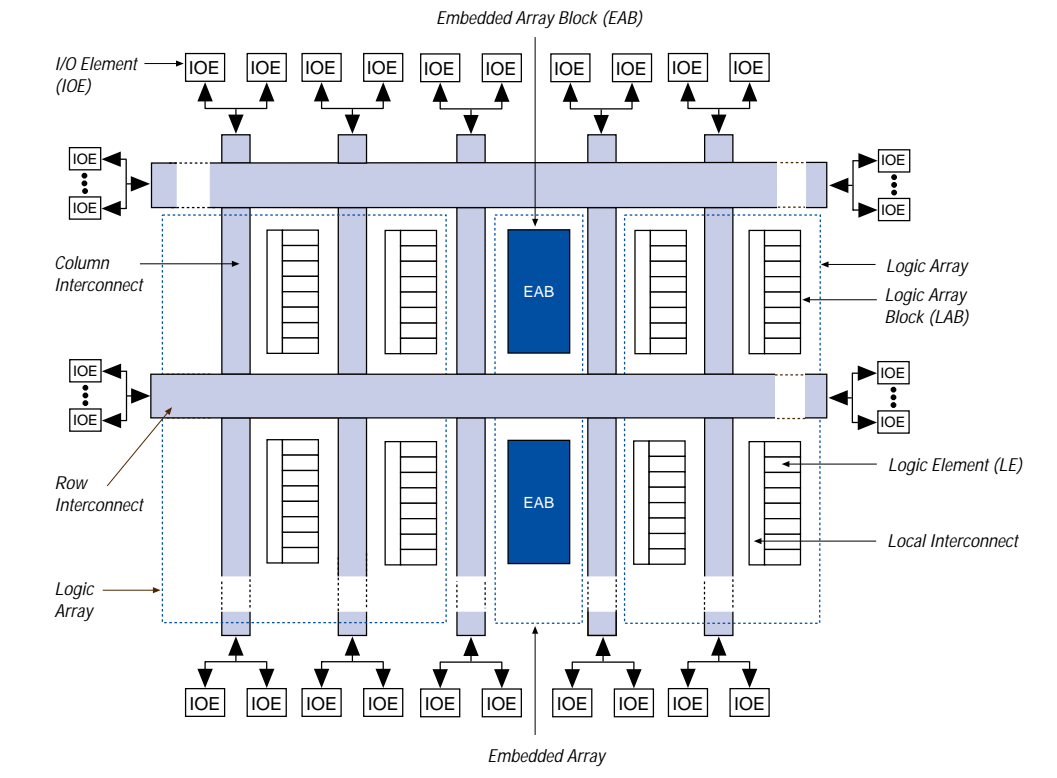 Embedded Array Block (EAB)
I/O Element
(IOE)
IOE IOE IOE IOE IOE IOE IOE IOE IOE IOE
IOE IOE
IOE IOE
Column
Interconnect
EAB
Logic Array
Logic Array
Block (LAB)
IOE IOE
IOE IOE
Row
Interconnect
EAB
Logic Element (LE)
Local Interconnect
Logic
Array
IOE IOE IOE IOE IOE IOE IOE IOE IOE IOE
Embedded Array